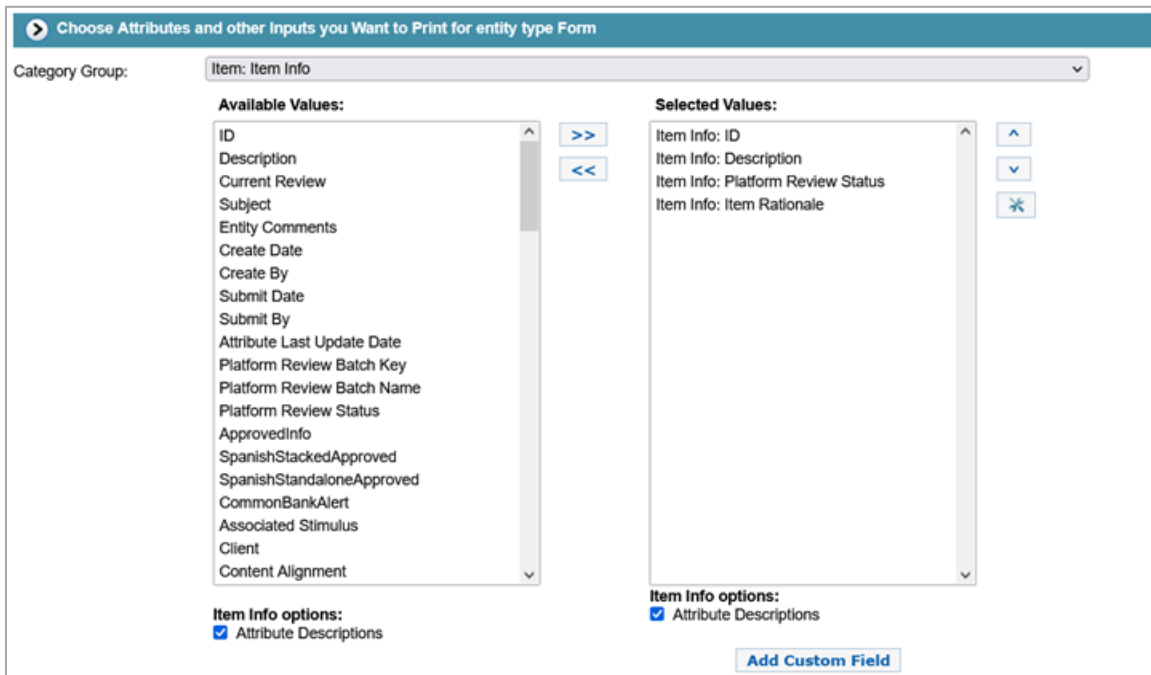 Choose Attributes and other Inputs you Want to Print for entity type Form
Category Group:
Item: Item Info
Available Values:
ID
Description
Current Review
Subject
Entity Comments
Create Date
Create By
Submit Date
Submit By
Attribute Last Update Date
Platform Review Batch Key
Platform Review Batch Name
Platform Review Status
ApprovedInfo
SpanishStackedApproved
SpanishStandaloneApproved
CommonBankAlert
Associated Stimulus
Client
Content Alignment
Item Info options:
Attribute Descriptions
>>
<<
Selected Values:
Item Info: ID
Item Info: Description
Item Info: Platform Review Status
Item Info: Item Rationale
Item Info options:
Attribute Descriptions
Add Custom Field